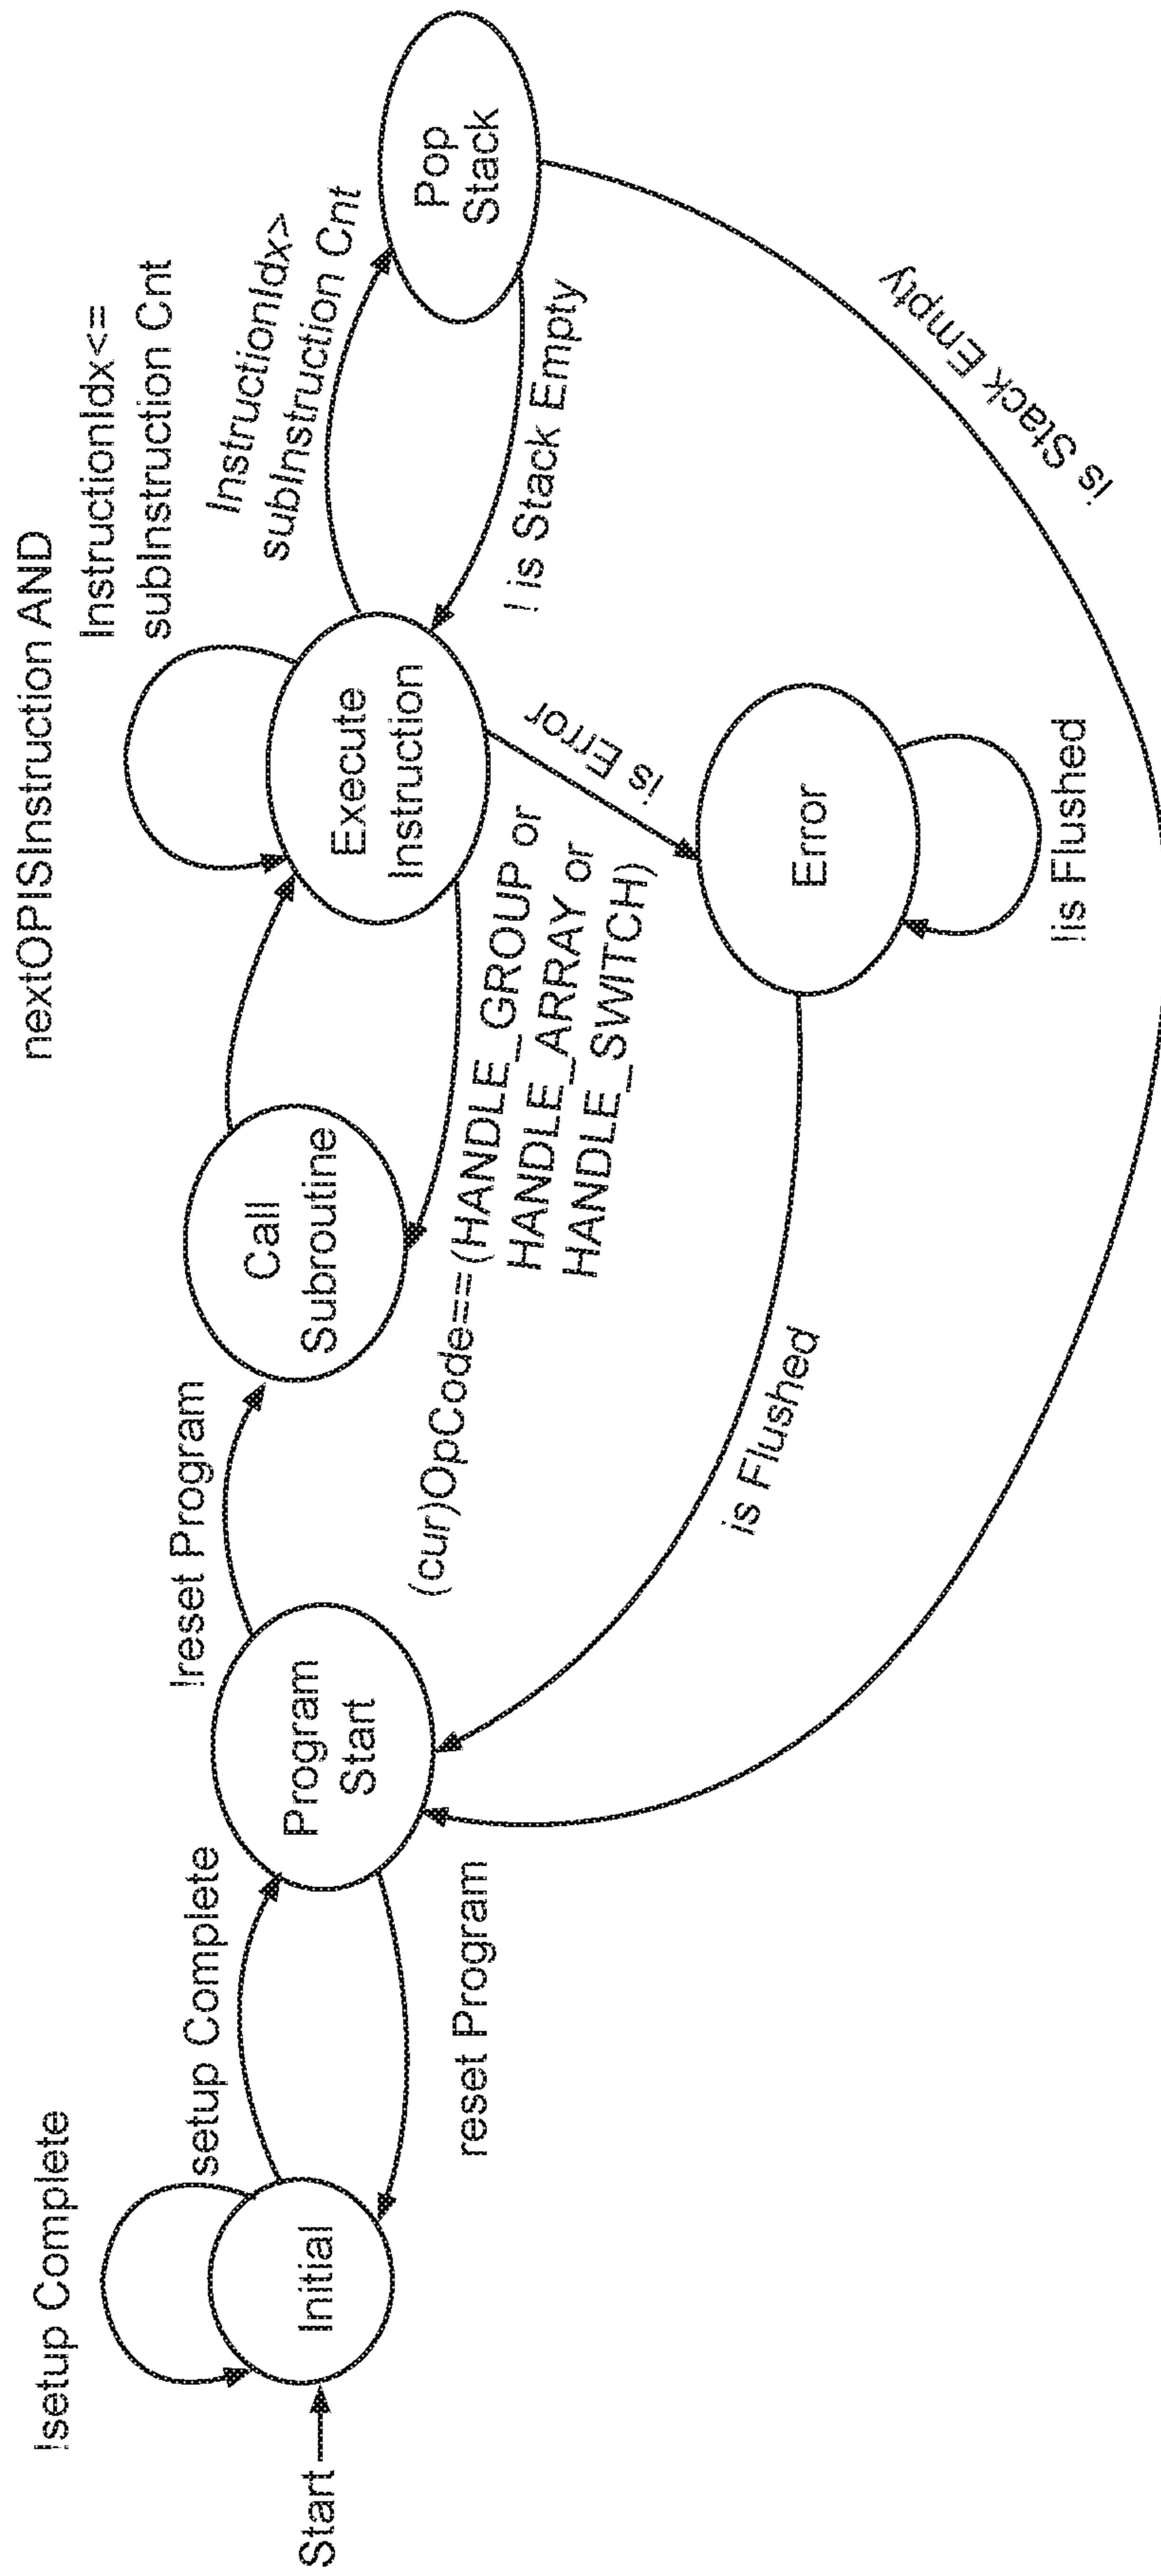 !setup Complete
Start
Initial
setup Complete
reset Program
Program
Start
!reset Program
Call
Subroutine
(cur)OpCode==(HANDLE_GROUP or
HANDLE_ARRAY or
HANDLE_SWITCH)
nextOPISInstruction AND
InstructionIdx<=
subInstruction Cnt
Execute
Instruction
InstructionIdx>
subInstruction Cnt
! is Stack Empty
Pop
Stack
is Error
Error
!is Flushed
is Flushed
is Stack Empty